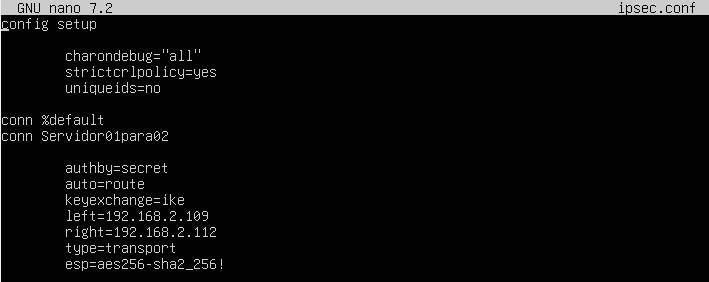 GNU nano 7.2 ipsec.conf
config setup
charondebug="all"
strictcrlpolicy=yes
uniqueids=no
conn %default
conn Servidor01para02
authby=secret
auto=route
keyexchange=ike
left=192.168.2.109
right=192.168.2.112
type=transport
esp=aes256-sha2_256!